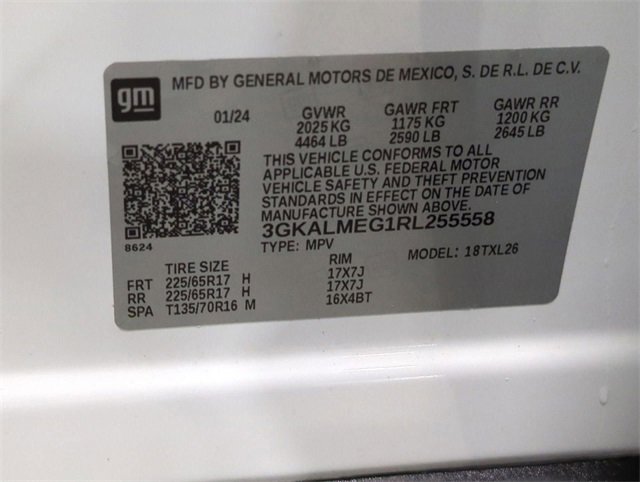 gm
MFD BY GENERAL MOTORS DE MEXICO, S. DE R.L. DE C.V.
01/24 GVWR GAWR FRT GAWR RR
2025 KG 1175 KG 1200 KG
4464 LB 2590 LB 2645 LB
THIS VEHICLE CONFORMS TO ALL
APPLICABLE U.S. FEDERAL MOTOR
VEHICLE SAFETY AND THEFT PREVENTION
STANDARDS IN EFFECT ON THE DATE OF
MANUFACTURE SHOWN ABOVE.
3GKALMEG1RL255558
8624
TYPE: MPV MODEL: 18TXL26
TIRE SIZE RIM
FRT 225/65R17 H 17X7J
RR 225/65R17 H 17X7J
SPA T135/70R16 M 16X4BT